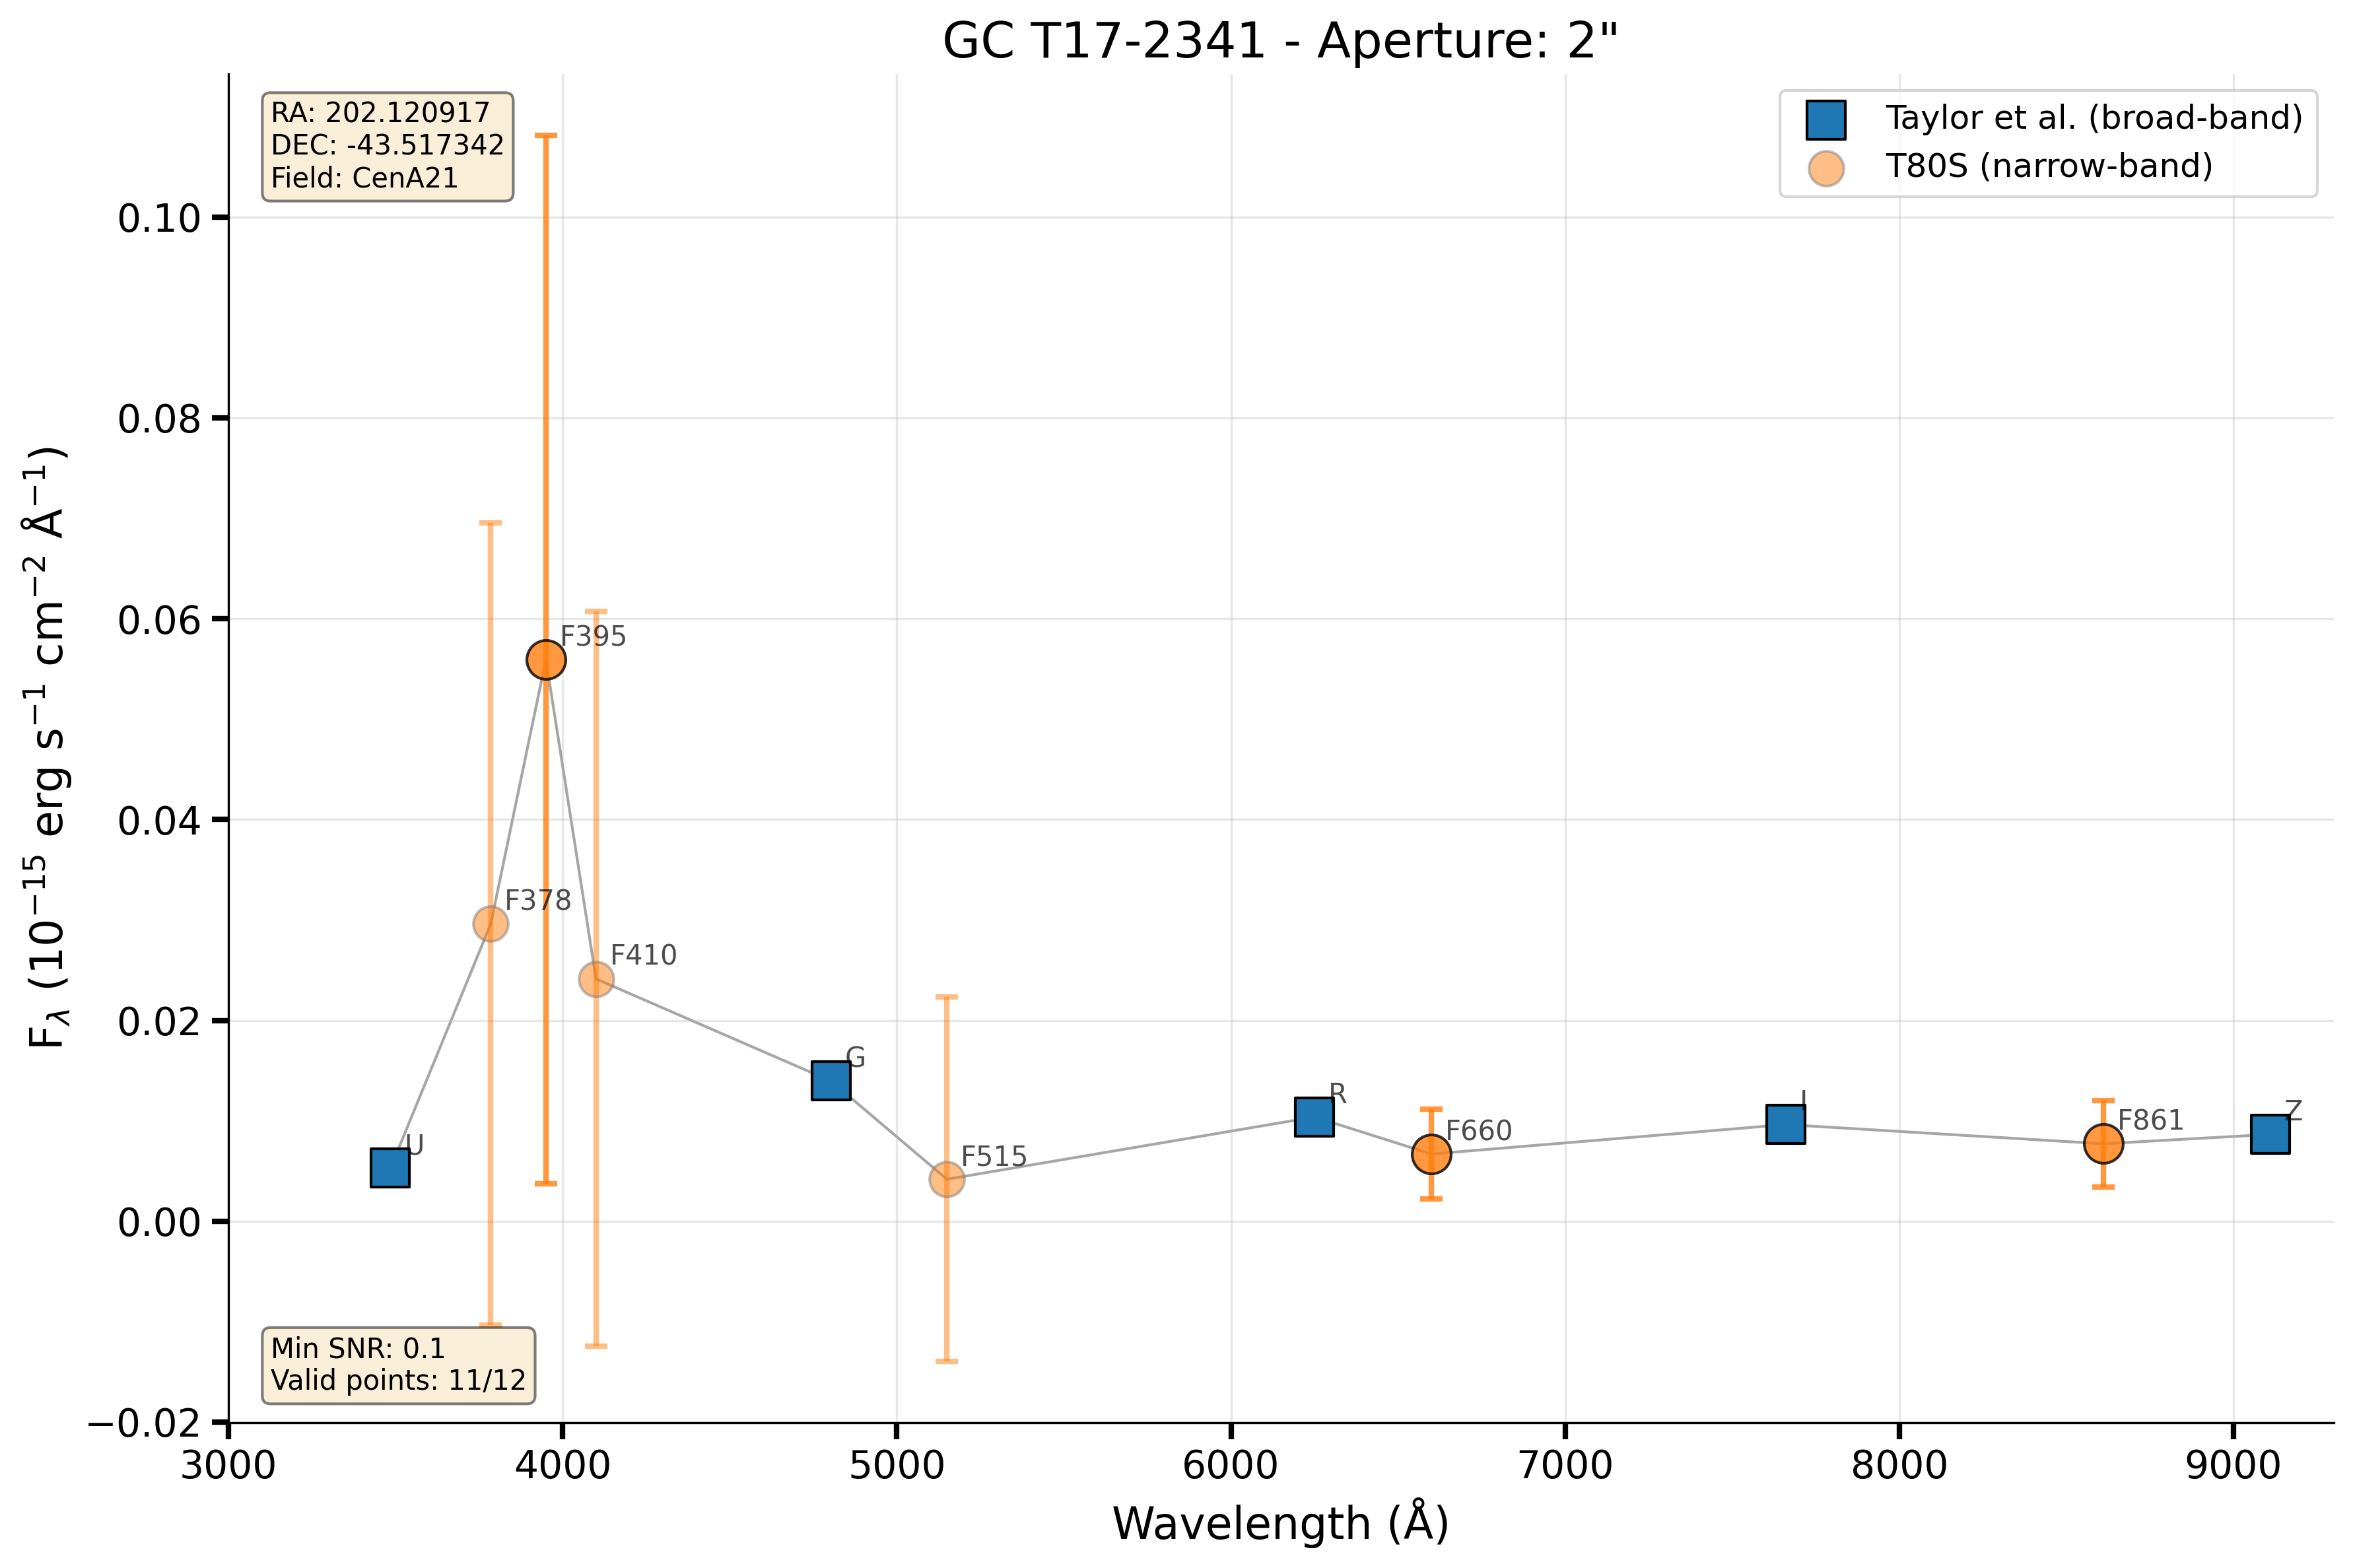 GC T17-2341 - Aperture: 2"
RA: 202.120917
DEC: -43.517342
Field: CenA21
Taylor et al. (broad-band)
T80S (narrow-band)
F_λ (10⁻¹⁵ erg s⁻¹ cm⁻² Å⁻¹)
0.10
0.08
0.06
0.04
0.02
0.00
−0.02
F395
F378
F410
G
U
F515
R
F660
I
F861
Z
Min SNR: 0.1
Valid points: 11/12
3000 4000 5000 6000 7000 8000 9000
Wavelength (Å)